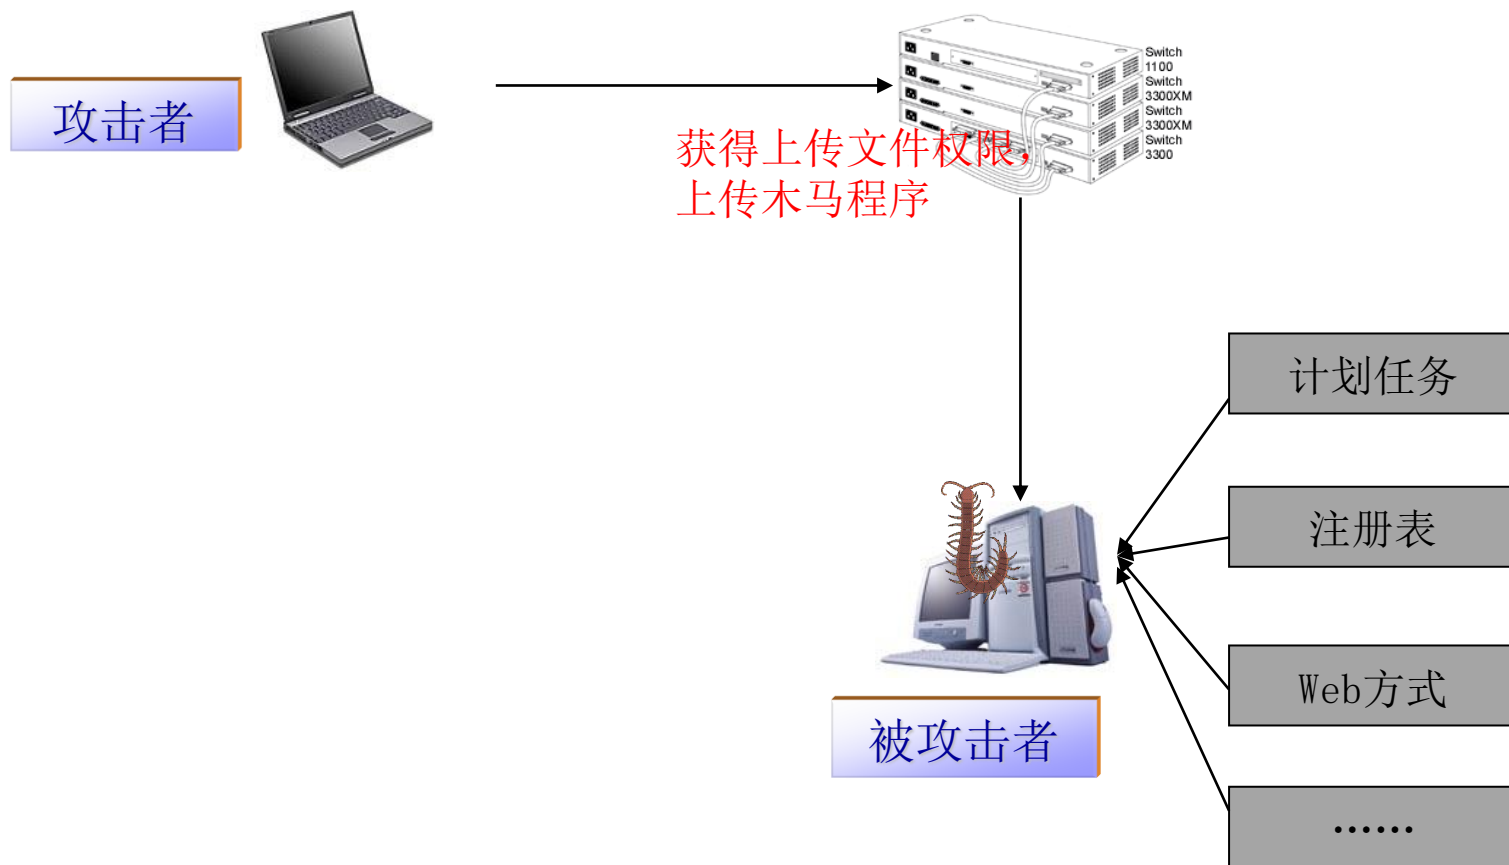 攻击者
Switch
1100
Switch
3300XM
Switch
3300XM
Switch
3300
获得上传文件权限，
上传木马程序
计划任务
注册表
Web方式
被攻击者
······